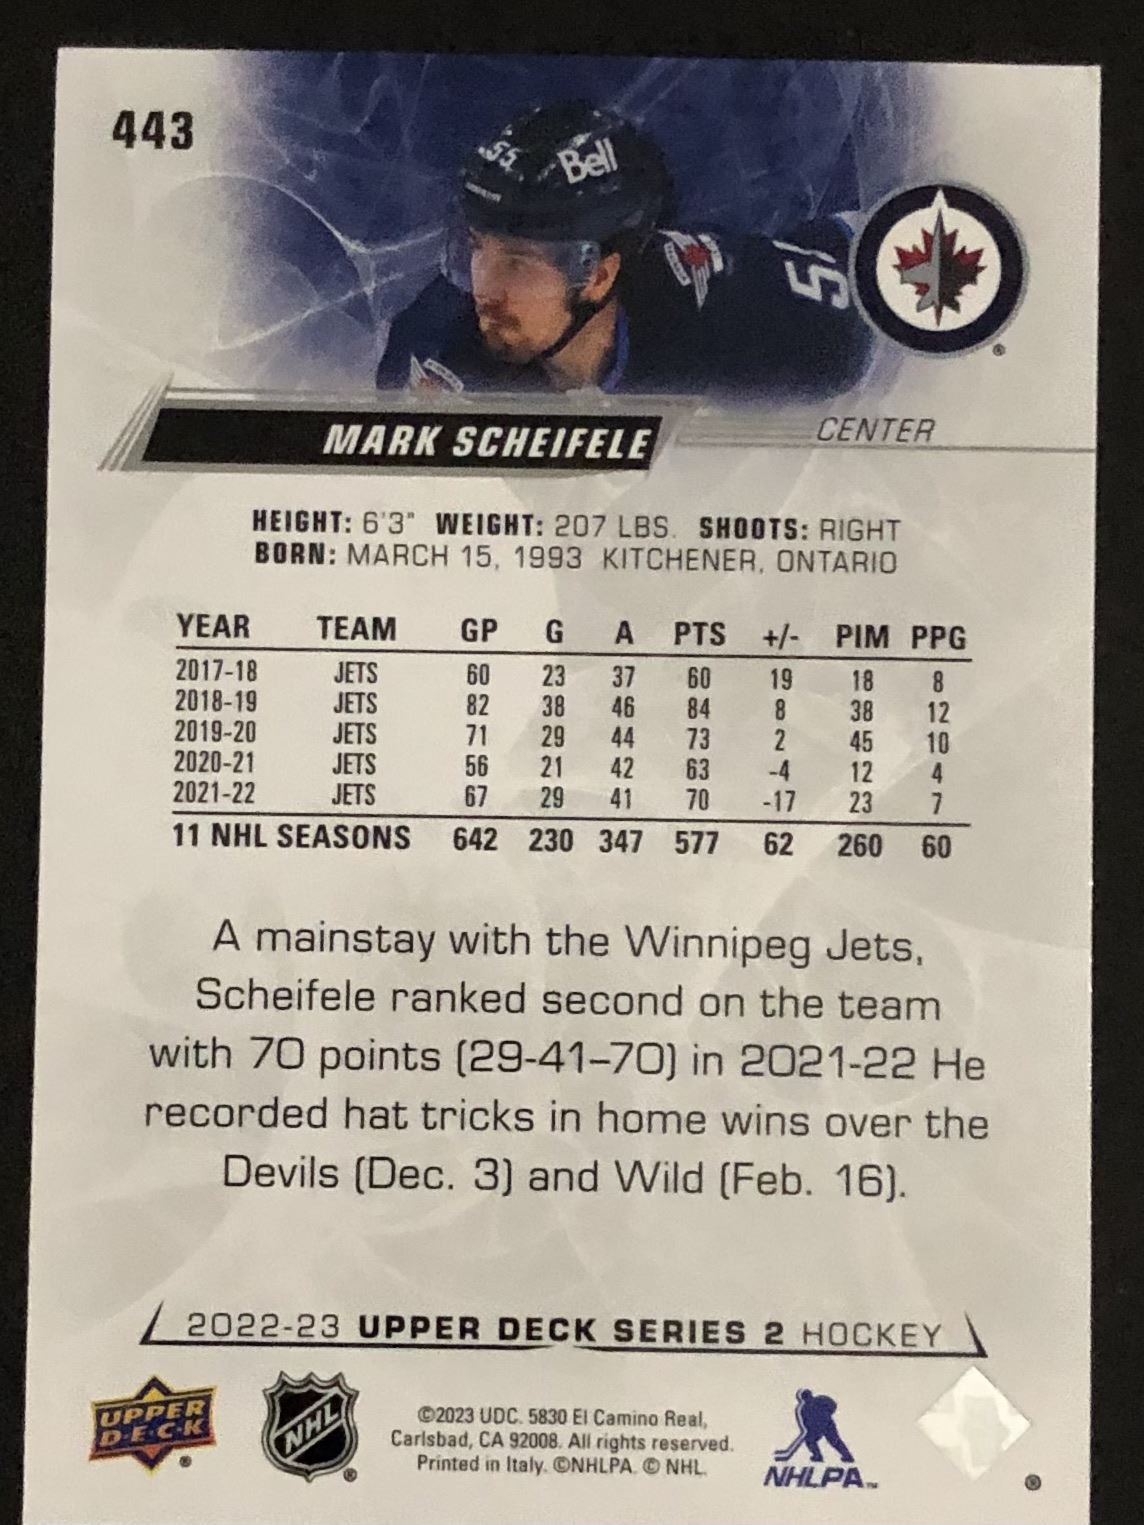 443
55 Bell
55
MARK SCHEIFELE
CENTER
HEIGHT: 6'3" WEIGHT: 207 LBS. SHOOTS: RIGHT
BORN: MARCH 15, 1993 KITCHENER, ONTARIO
YEAR TEAM GP G A PTS +/- PIM PPG
2017-18 JETS 60 23 37 60 19 18 8
2018-19 JETS 82 38 46 84 8 38 12
2019-20 JETS 71 29 44 73 2 45 10
2020-21 JETS 56 21 42 63 -4 12 4
2021-22 JETS 67 29 41 70 -17 23 7
11 NHL SEASONS 642 230 347 577 62 260 60
A mainstay with the Winnipeg Jets,
Scheifele ranked second on the team
with 70 points (29-41–70) in 2021-22 He
recorded hat tricks in home wins over the
Devils (Dec. 3) and Wild (Feb. 16).
2022-23 UPPER DECK SERIES 2 HOCKEY
UPPER
D·E·C·K ®
NHL ®
©2023 UDC. 5830 El Camino Real,
Carlsbad, CA 92008. All rights reserved.
Printed in Italy. ©NHLPA. © NHL.
NHLPA™
®